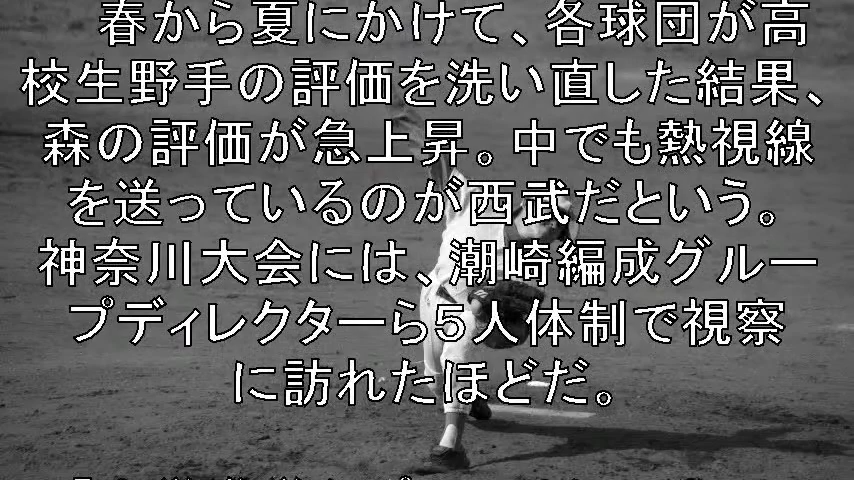 春から夏にかけて、各球団が高
校生野手の評価を洗い直した結果、
森の評価が急上昇。中でも熱視線
を送っているのが西武だという。
神奈川大会には、潮崎編成グルー
プディレクターら5人体制で視察
に訪れたほどだ。